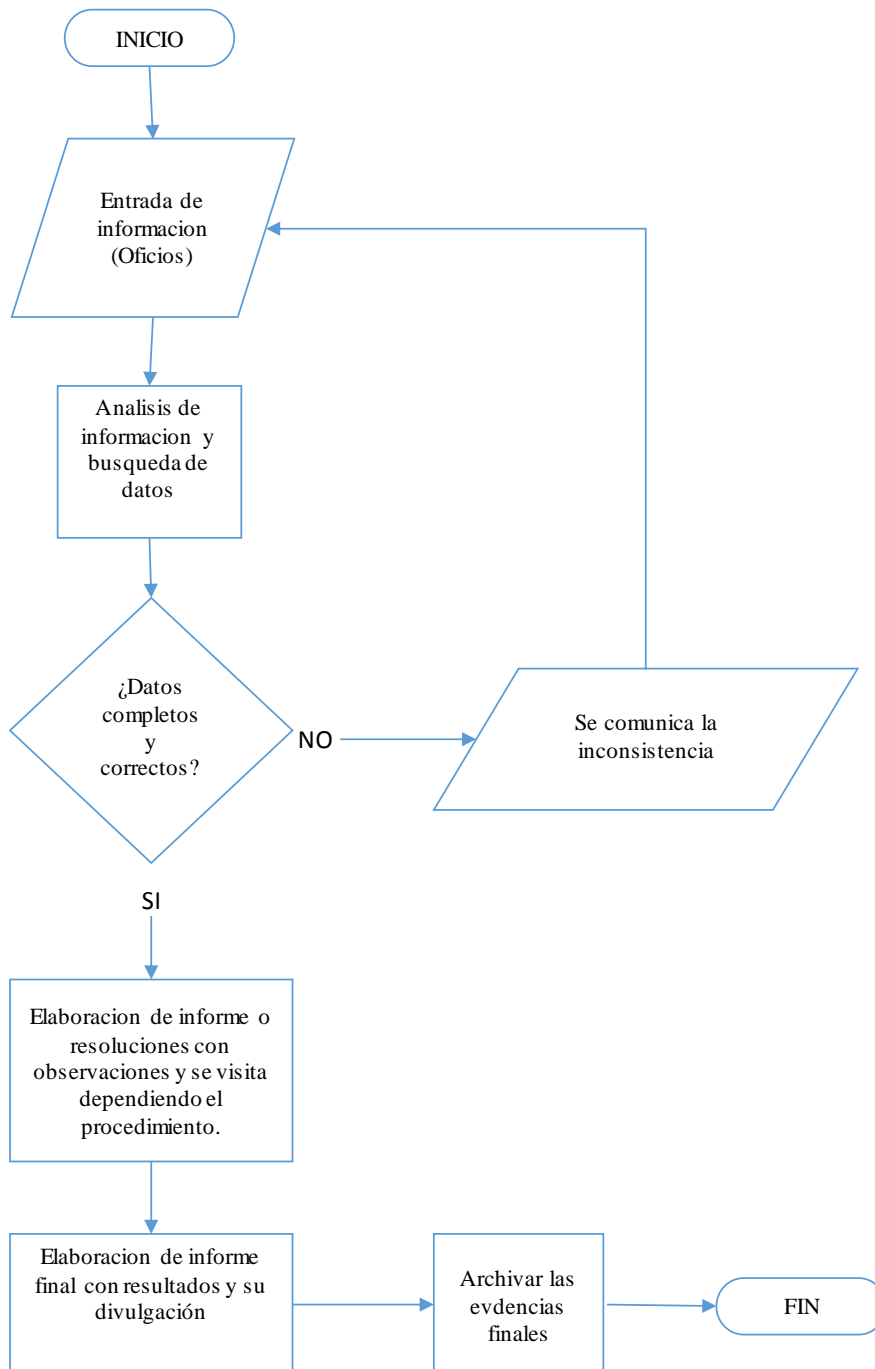 INICIO
Entrada de
informacion
(Oficios)
Analisis de
informacion y
busqueda de
datos
¿Datos
completos
y
correctos?
NO
Se comunica la
inconsistencia
SI
Elaboracion de informe o
resoluciones con
observaciones y se visita
dependiendo el
procedimiento.
Elaboracion de informe
final con resultados y su
divulgación
Archivar las
evdencias
finales
FIN